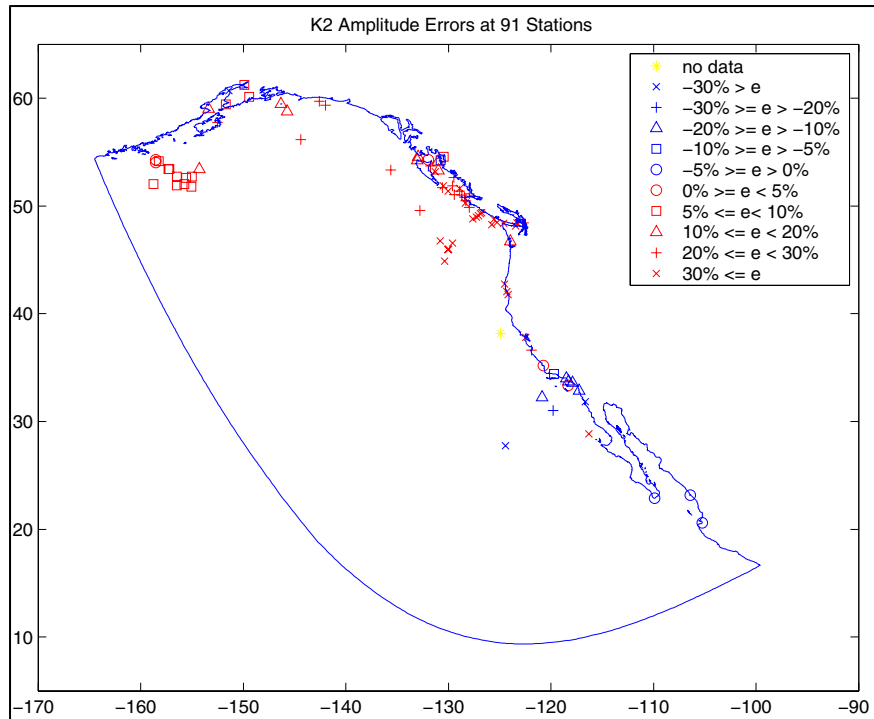 K2 Amplitude Errors at 91 Stations
no data
−30% > e
−30% >= e > −20%
−20% >= e > −10%
−10% >= e > −5%
−5% >= e > 0%
0% >= e < 5%
5% <= e< 10%
10% <= e < 20%
20% <= e < 30%
30% <= e
60
50
40
30
20
10
−170 −160 −150 −140 −130 −120 −110 −100 −90